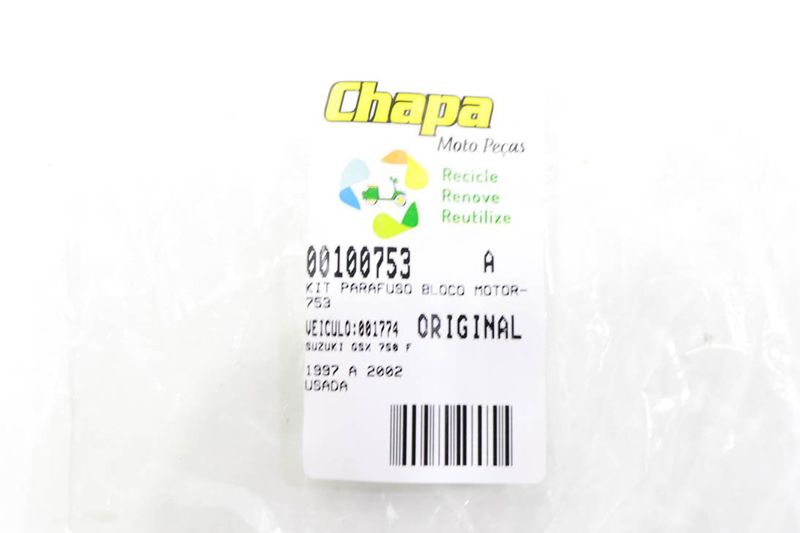 Chapa
Moto Peças
Recicle
Renove
Reutilize
00100753 A
KIT PARAFUSO BLOCO MOTOR-
753
VEICULO:001774 ORIGINAL
SUZUKI GSX 750 F
1997 A 2002
USADA